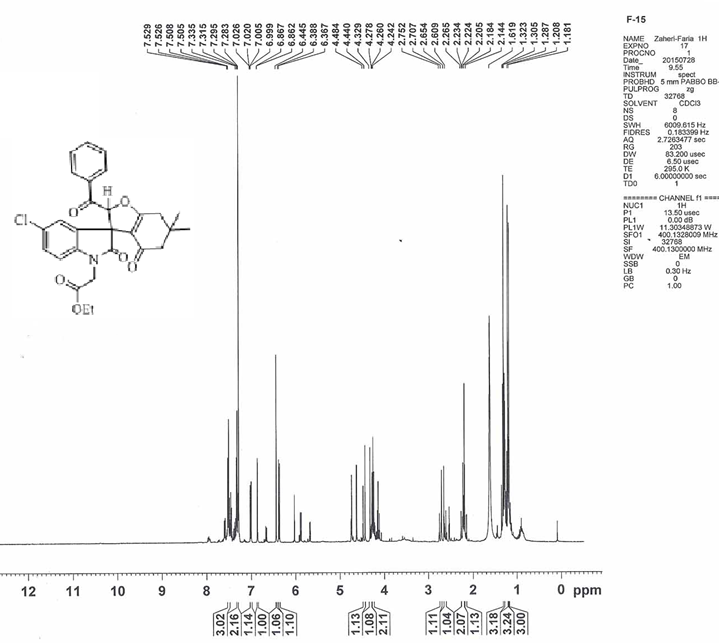 7.529 7.526 7.508 7.505 7.335 7.315 7.295 7.283 7.026 7.020 7.005 6.999 6.867 6.862 6.445 6.388 6.367 4.484 4.440 4.329 4.278 4.260 4.242 2.752 2.707 2.654 2.609 2.265 2.234 2.224 2.205 2.184 2.144 1.619 1.323 1.305 1.287 1.208 1.181
F-15
NAME Zaheri-Faria 1H
EXPNO 17
PROCNO 1
Date_ 20150728
Time 9.55
INSTRUM spect
PROBHD 5 mm PABBO BB-
PULPROG zg
TD 32768
SOLVENT CDCl3
NS 8
DS 0
SWH 6009.615 Hz
FIDRES 0.183399 Hz
AQ 2.7263477 sec
RG 203
DW 83.200 usec
DE 6.50 usec
TE 295.0 K
D1 6.00000000 sec
TD0 1
======== CHANNEL f1 ====
NUC1 1H
P1 13.50 usec
PL1 0.00 dB
PL1W 11.30348873 W
SFO1 400.1328009 MHz
SI 32768
SF 400.1300000 MHz
WDW EM
SSB 0
LB 0.30 Hz
GB 0
PC 1.00
H
O
O
Cl
N
O
O
O
OEt
12 11 10 9 8 7 6 5 4 3 2 1 0 ppm
3.02 2.16 1.14 1.00 1.06 1.10 1.13 1.08 2.11 1.11 1.04 2.07 1.13 3.18 3.24 3.00